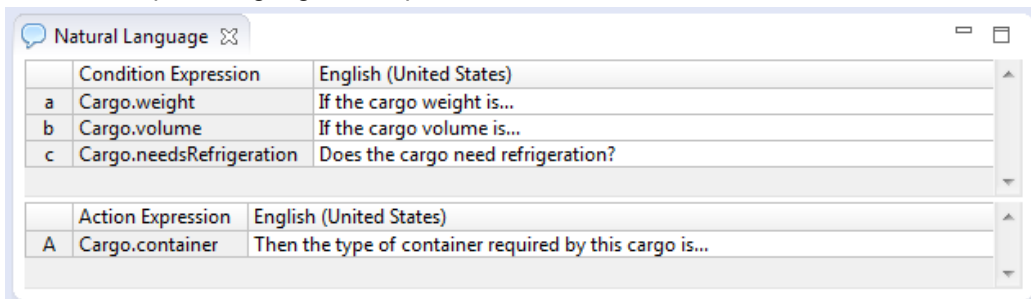 Natural Language
Condition Expression English (United States)
a Cargo.weight If the cargo weight is...
b Cargo.volume If the cargo volume is...
c Cargo.needsRefrigeration Does the cargo need refrigeration?
Action Expression English (United States)
A Cargo.container Then the type of container required by this cargo is...